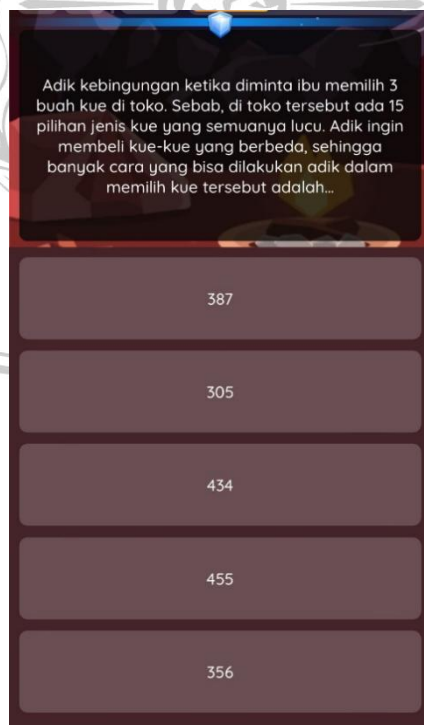 Adik kebingungan ketika diminta ibu memilih 3
buah kue di toko. Sebab, di toko tersebut ada 15
pilihan jenis kue yang semuanya lucu. Adik ingin
membeli kue-kue yang berbeda, sehingga
banyak cara yang bisa dilakukan adik dalam
memilih kue tersebut adalah...
387
305
434
455
356